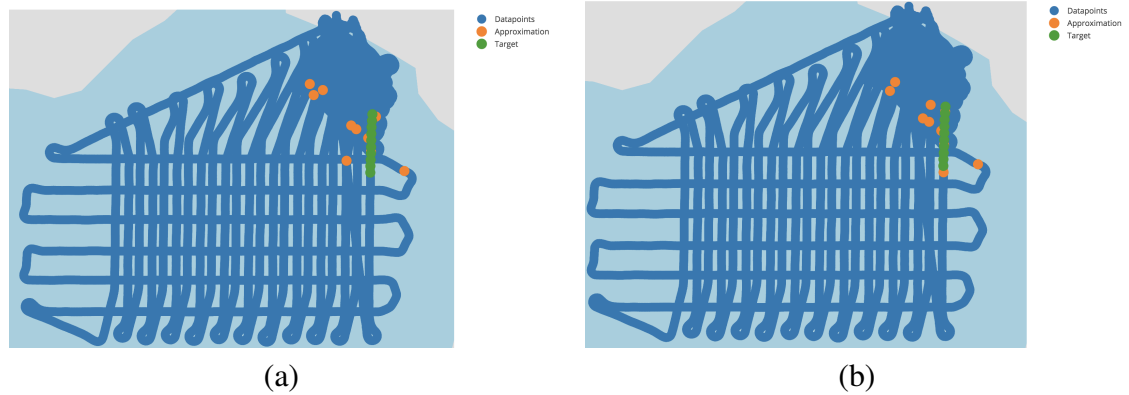 Datapoints
Approximation
Target
Datapoints
Approximation
Target
(a)
(b)